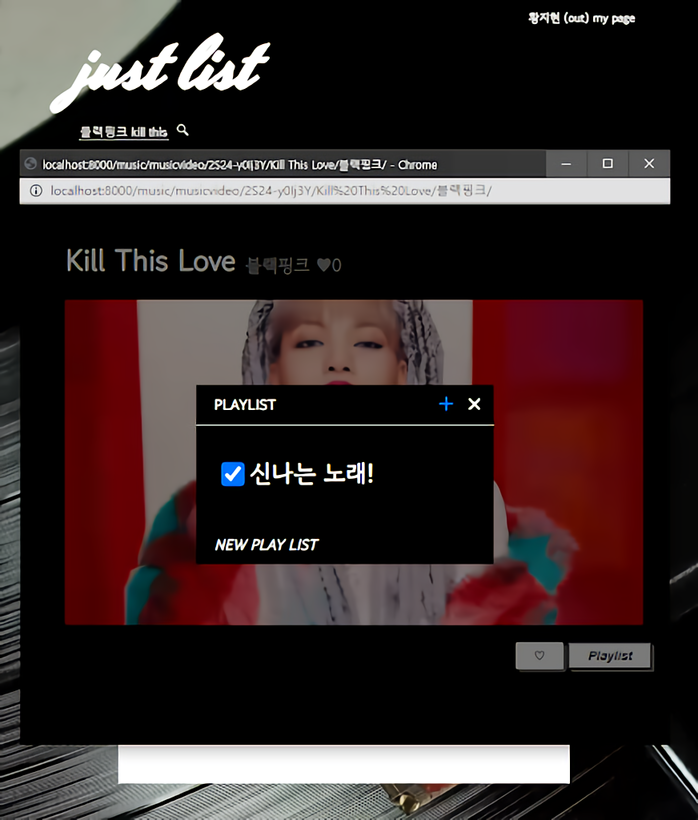 황지현 (out) my page
just list
블랙핑크 kill this
localhost:8000/music/musicvideo/2S24-y0Ij3Y/Kill This Love/블랙핑크/ - Chrome
localhost:8000/music/musicvideo/2S24-y0Ij3Y/Kill%20This%20Love/블랙핑크/
Kill This Love 블랙핑크 ♥0
PLAYLIST + ×
신나는 노래!
NEW PLAY LIST
♡ Playlist